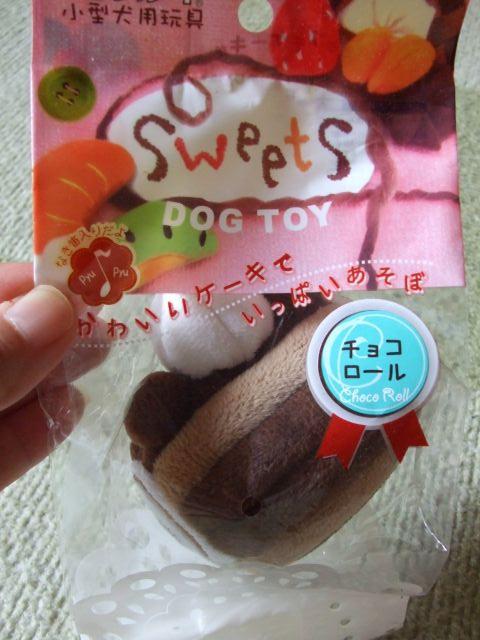 小型犬用玩具
Sweets
DOG TOY
なき笛入りだよ
Pyu Pyu
かわいいケーキで
いっぱいあそぼ
チョコ
ロール
Choco Roll